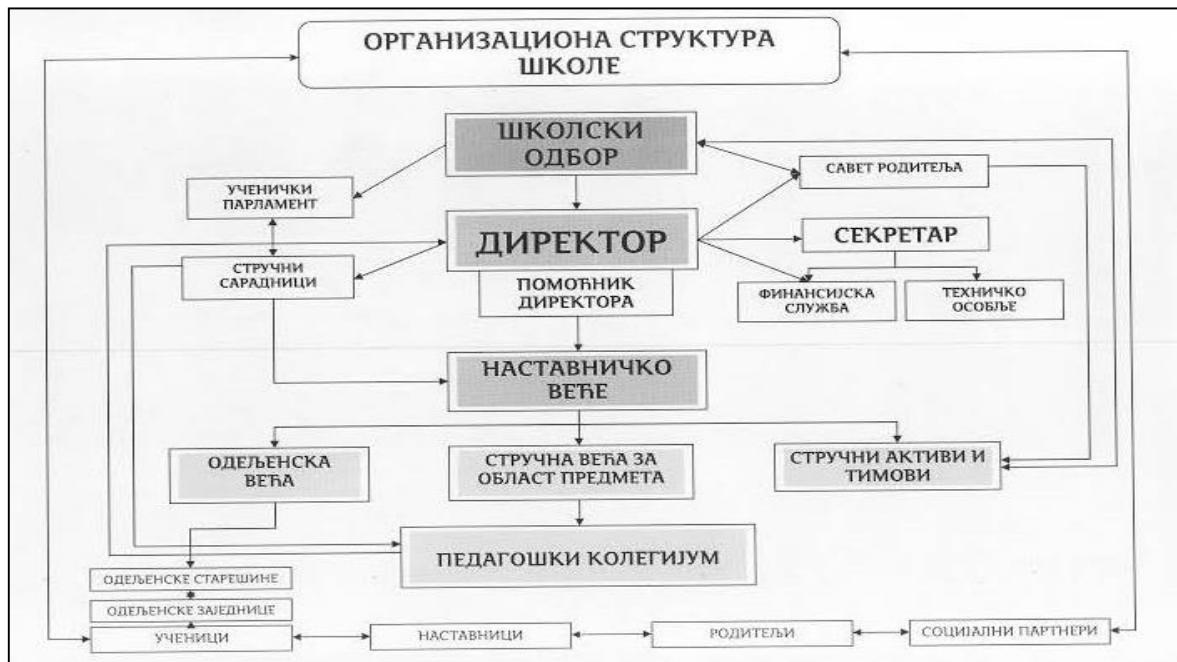 ОРГАНИЗАЦИОНА СТРУКТУРА
ШКОЛЕ
ШКОЛСКИ
ОДБОР
САВЕТ РОДИТЕЉА
УЧЕНИЧКИ
ПАРЛАМЕНТ
ДИРЕКТОР
СЕКРЕТАР
СТРУЧНИ
САРАДНИЦИ
ПОМОЋНИК
ДИРЕКТОРА
ФИНАНСИЈСКА
СЛУЖБА
ТЕХНИЧКО
ОСОБЉЕ
НАСТАВНИЧКО
ВЕЋЕ
ОДЕЉЕНСКА
ВЕЋА
СТРУЧНА ВЕЋА ЗА
ОБЛАСТ ПРЕДМЕТА
СТРУЧНИ АКТИВИ И
ТИМОВИ
ПЕДАГОШКИ КОЛЕГИЈУМ
ОДЕЉЕНСКЕ СТАРЕШИНЕ
ОДЕЉЕНСКЕ ЗАЈЕДНИЦЕ
УЧЕНИЦИ
НАСТАВНИЦИ
РОДИТЕЉИ
СОЦИЈАЛНИ ПАРТНЕРИ